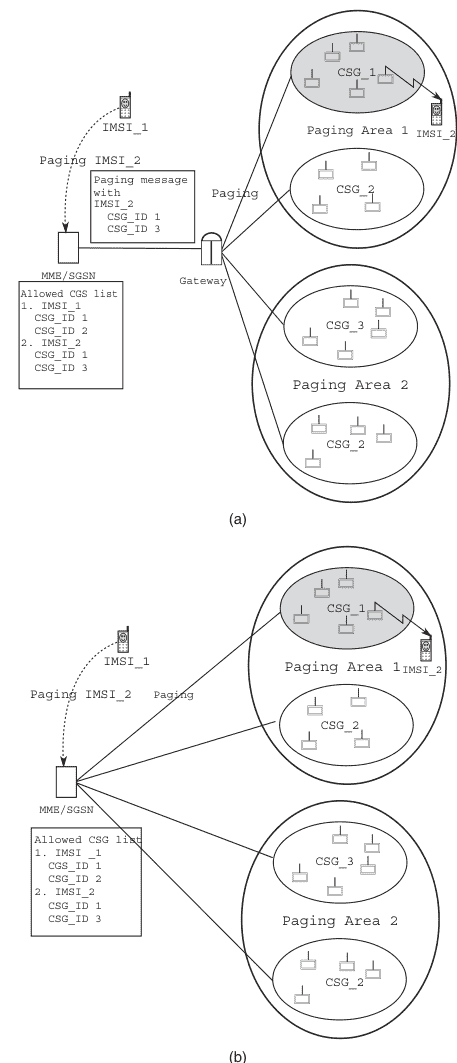 CSG_1
IMSI_1
IMSI_2
Paging Area 1
Paging IMSI_2
Paging message
with
IMSI_2
CSG_ID 1
CSG_ID 3
Paging
CSG_2
MME/SGSN
Gateway
Allowed CGS list
1. IMSI_1
CSG_ID 1
CSG_ID 2
2. IMSI_2
CSG_ID 1
CSG_ID 3
CSG_3
Paging Area 2
CSG_2
(a)
CSG_1
IMSI_1
Paging Area 1
IMSI_2
Paging IMSI_2
Paging
CSG_2
MME/SGSN
Allowed CSG list
1. IMSI _1
CGS_ID 1
CSG_ID 2
2. IMSI_2
CSG_ID 1
CSG_ID 3
CSG_3
Paging Area 2
CSG_2
(b)